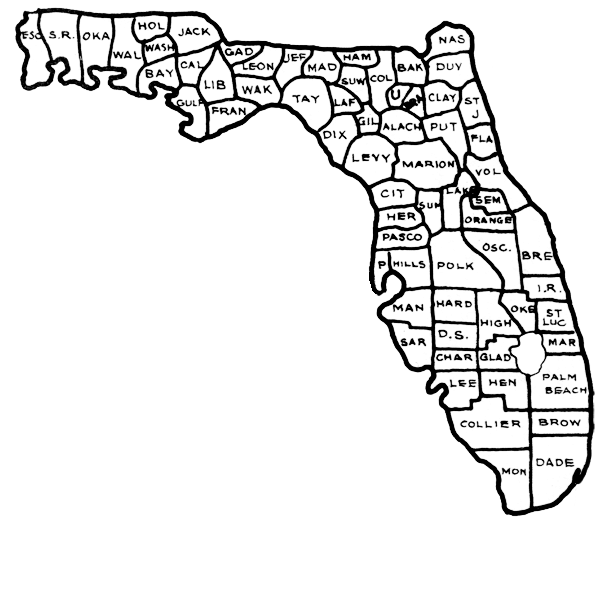 NAS
HOL
JACK
ESC
S.R.
OKA
WAL
WASH
GAD
LEON
JEF
MAD
HAM
BAY
CAL
LIB
WAK
SUW
COL
BAK
DUY
GULF
FRAN
TAY
LAF
U
CLAY
ST
J
GIL
ALACH
PUT
DIX
FLA
LEVY
MARION
VOL
CIT
LAKE
SEM
SUM
HER
ORANGE
PASCO
OSC.
BRE
P
HILLS
POLK
I.R.
MAN
HARD
HIGH
OKE
ST
LUC
SAR
D.S.
MAR
CHAR
GLAD
LEE
HEN
PALM
BEACH
COLLIER
BROW
MON
DADE